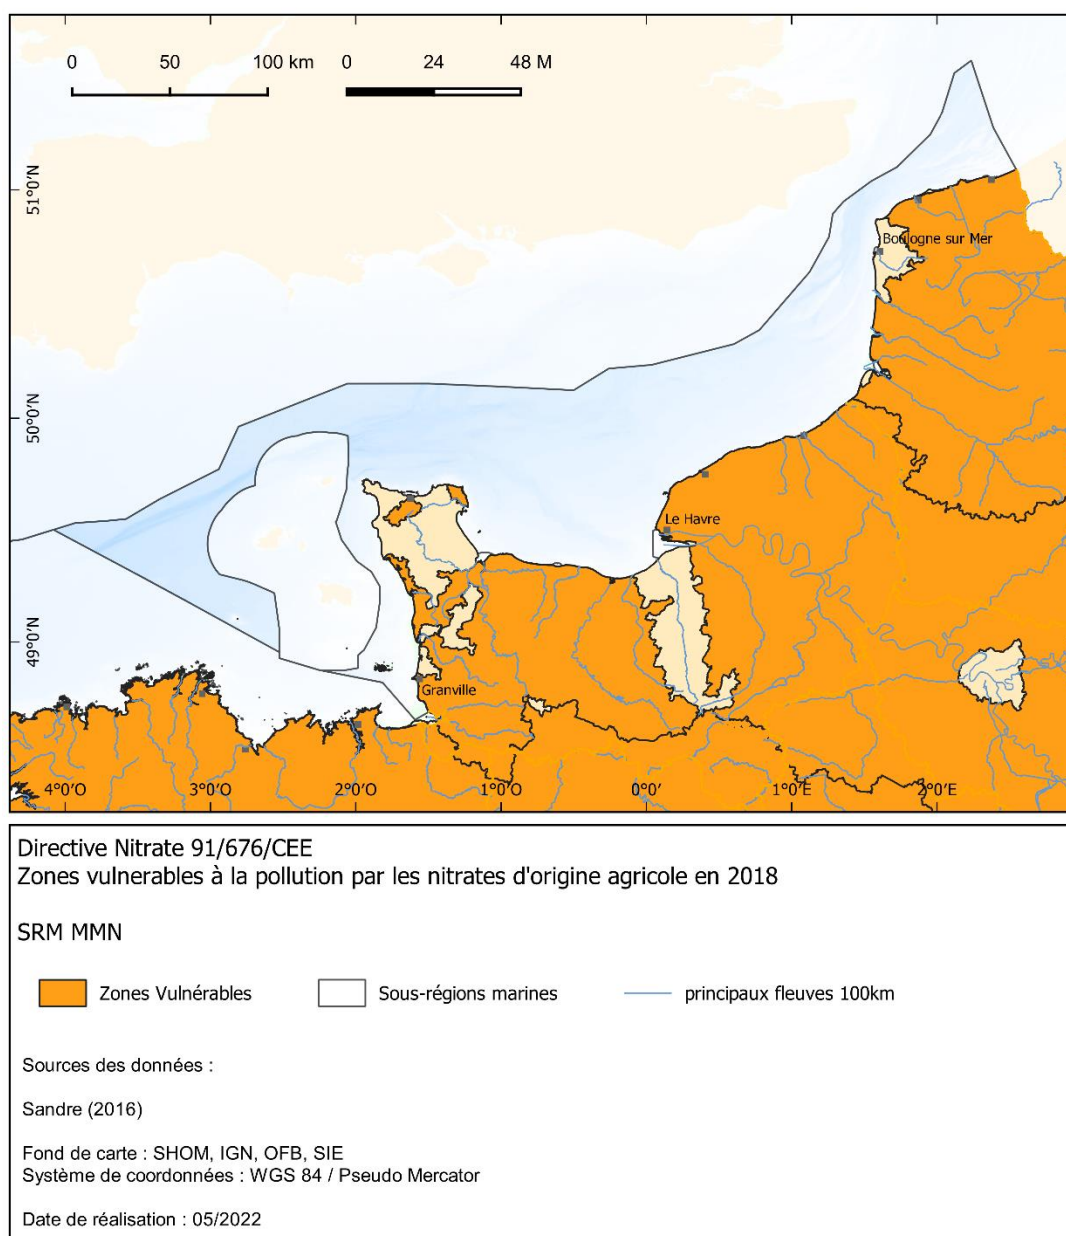 0 50 100 km 0 24 48 M
51°0'N
Boulogne sur Mer
50°0'N
Le Havre
49°0'N
Granville
4°0'O 3°0'O 2°0'O 1°0'O 0°0' 1°0'E 2°0'E
Directive Nitrate 91/676/CEE
Zones vulnerables à la pollution par les nitrates d'origine agricole en 2018
SRM MMN
Zones Vulnérables Sous-régions marines principaux fleuves 100km
Sources des données :
Sandre (2016)
Fond de carte : SHOM, IGN, OFB, SIE
Système de coordonnées : WGS 84 / Pseudo Mercator
Date de réalisation : 05/2022